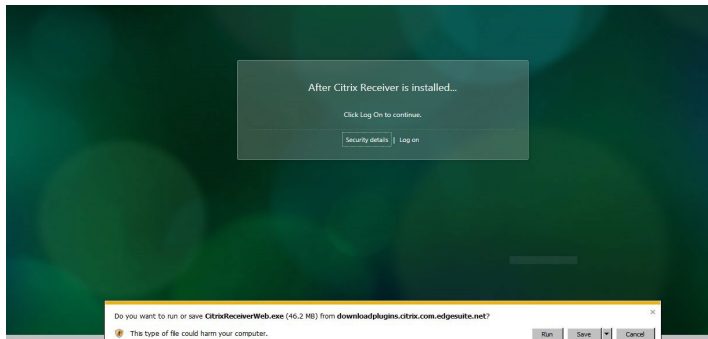 After Citrix Receiver is installed...
Click Log On to continue.
Security details | Log on
Do you want to run or save CitrixReceiverWeb.exe (46.2 MB) from downloadplugins.citrix.com.edgesuite.net?
This type of file could harm your computer.
Run Save Cancel